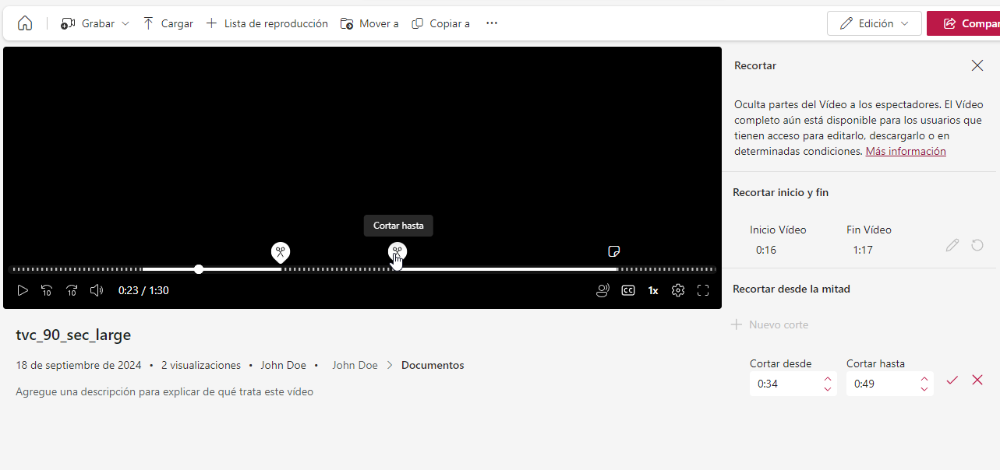 Grabar
Cargar
Lista de reproducción
Mover a
Copiar a
Edición
Compar
Cortar hasta
10
10
0:23 / 1:30
CC
1x
tvc_90_sec_large
18 de septiembre de 2024 • 2 visualizaciones • John Doe • John Doe > Documentos
Agregue una descripción para explicar de qué trata este vídeo
Recortar
Oculta partes del Vídeo a los espectadores. El Vídeo
completo aún está disponible para los usuarios que
tienen acceso para editarlo, descargarlo o en
determinadas condiciones. Más información
Recortar inicio y fin
Inicio Vídeo Fin Vídeo
0:16 1:17
Recortar desde la mitad
Nuevo corte
Cortar desde Cortar hasta
0:34 0:49